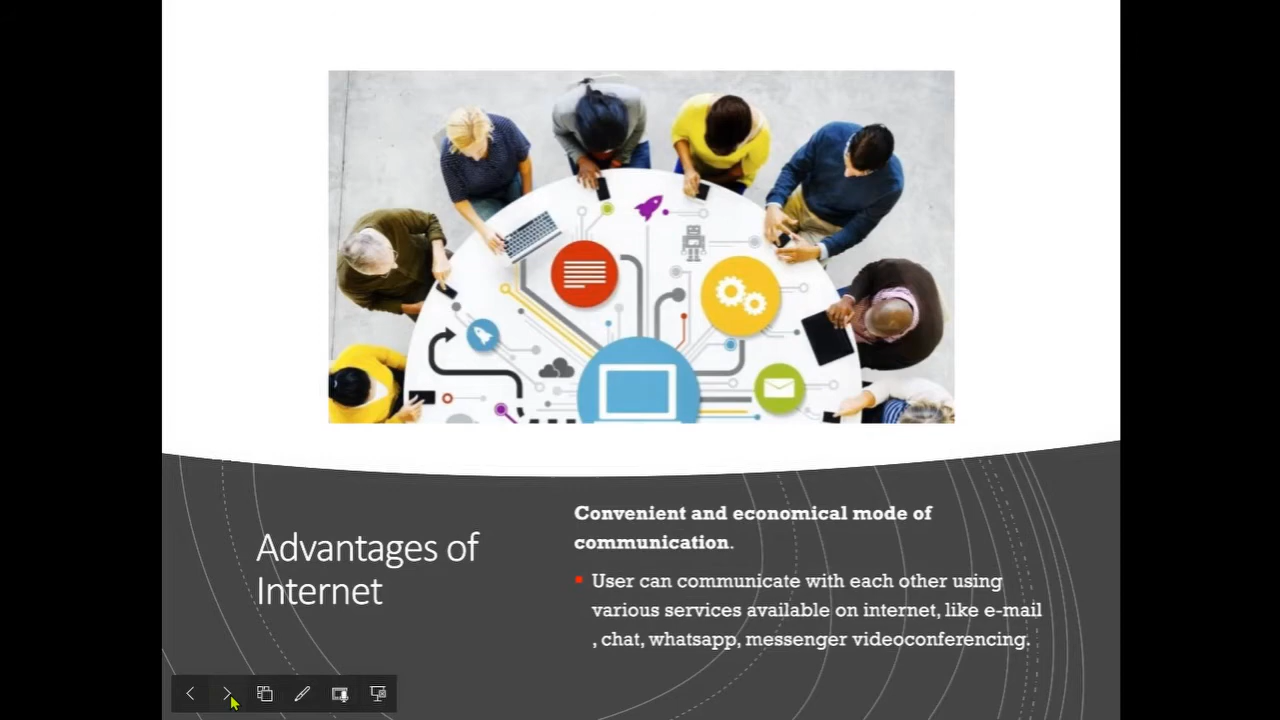 Advantages of
Internet
Convenient and economical mode of
communication.
User can communicate with each other using
various services available on internet, like e-mail
, chat, whatsapp, messenger videoconferencing.